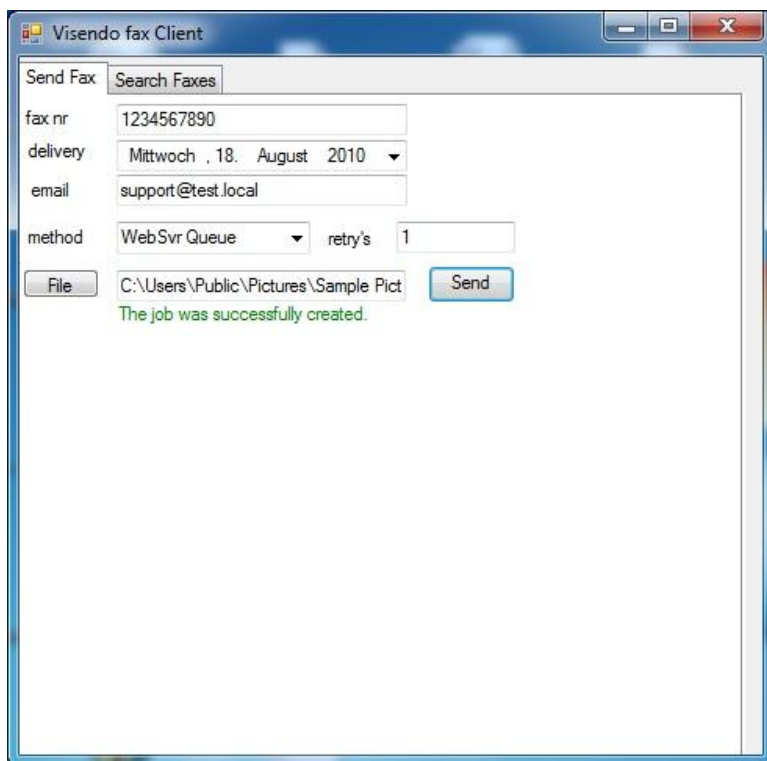 Visendo fax Client
Send Fax Search Faxes
fax nr 1234567890
delivery Mittwoch , 18. August 2010
email support@test.local
method WebSvr Queue retry's 1
File C:\Users\Public\Pictures\Sample Pict Send
The job was successfully created.